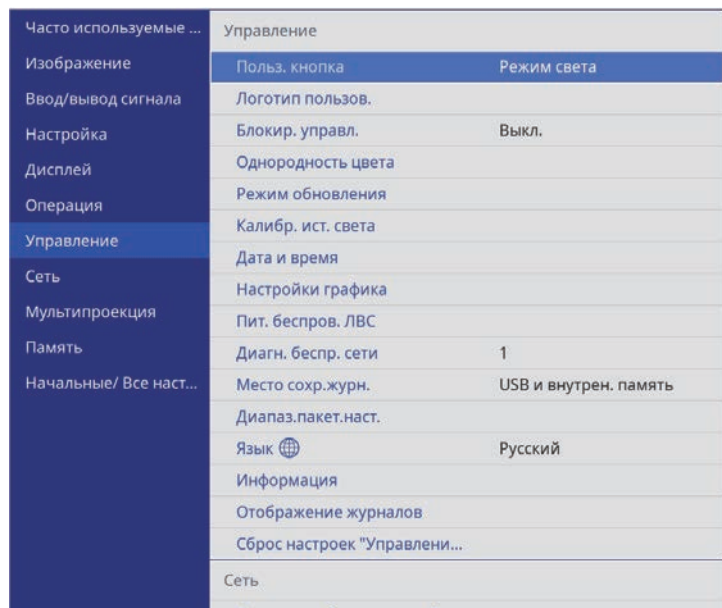 Часто используемые ...
Изображение
Ввод/вывод сигнала
Настройка
Дисплей
Операция
Управление
Сеть
Мультипроекция
Память
Начальные/ Все наст...
Управление
Польз. кнопка Режим света
Логотип пользов.
Блокир. управл. Выкл.
Однородность цвета
Режим обновления
Калибр. ист. света
Дата и время
Настройки графика
Пит. беспров. ЛВС
Диагн. беспр. сети 1
Место сохр.журн. USB и внутрен. память
Диапаз.пакет.наст.
Язык Русский
Информация
Отображение журналов
Сброс настроек "Управлени...
Сеть